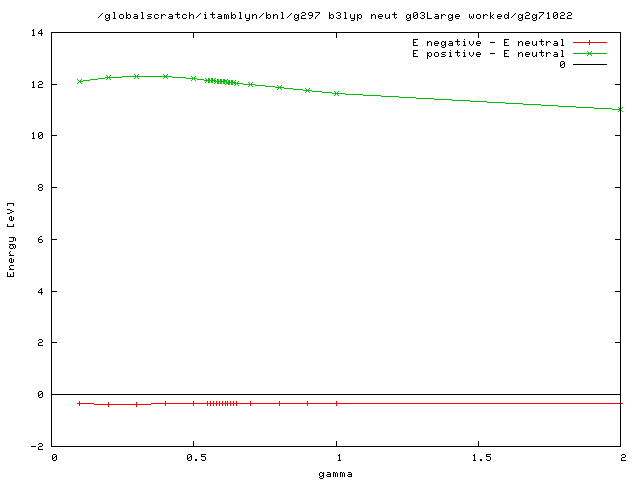 /globalscratch/itamblyn/bnl/g297 b3lyp neut g03Large worked/g2g71022
E negative - E neutral
E positive - E neutral
0
14
12
10
8
6
4
2
0
-2
Energy [eV]
0 0.5 1 1.5 2
gamma